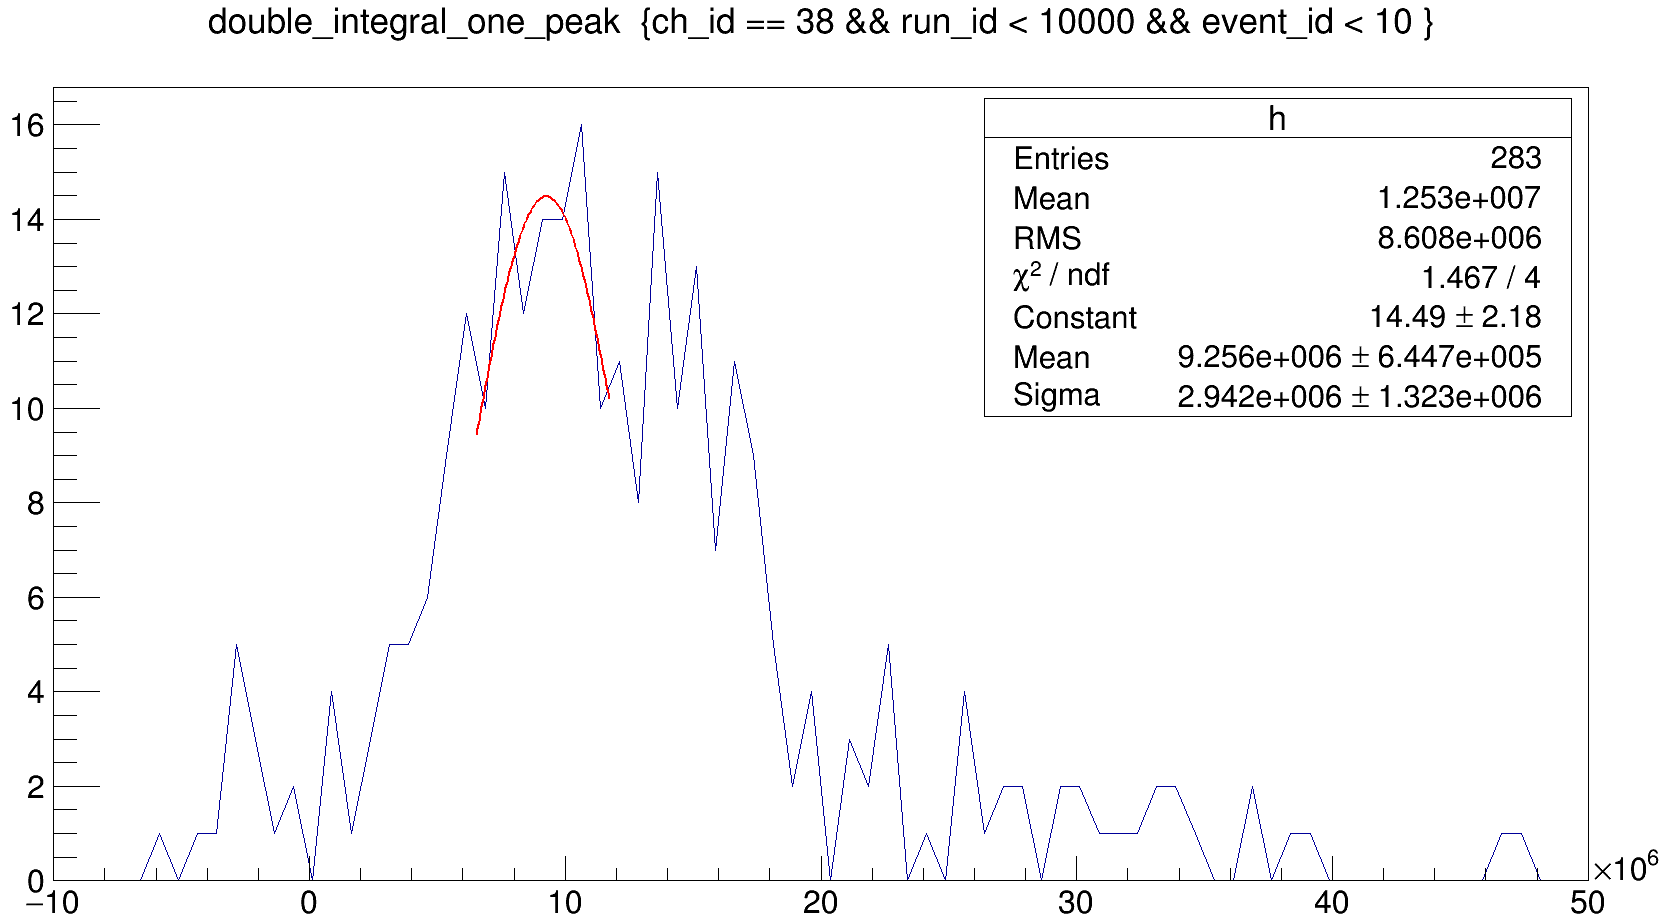 double_integral_one_peak {ch_id == 38 && run_id < 10000 && event_id < 10 }
h
Entries 283
Mean 1.253e+007
RMS 8.608e+006
χ² / ndf 1.467 / 4
Constant 14.49 ± 2.18
Mean 9.256e+006 ± 6.447e+005
Sigma 2.942e+006 ± 1.323e+006
16
14
12
10
8
6
4
2
0
−10 0 10 20 30 40 50
×10⁶